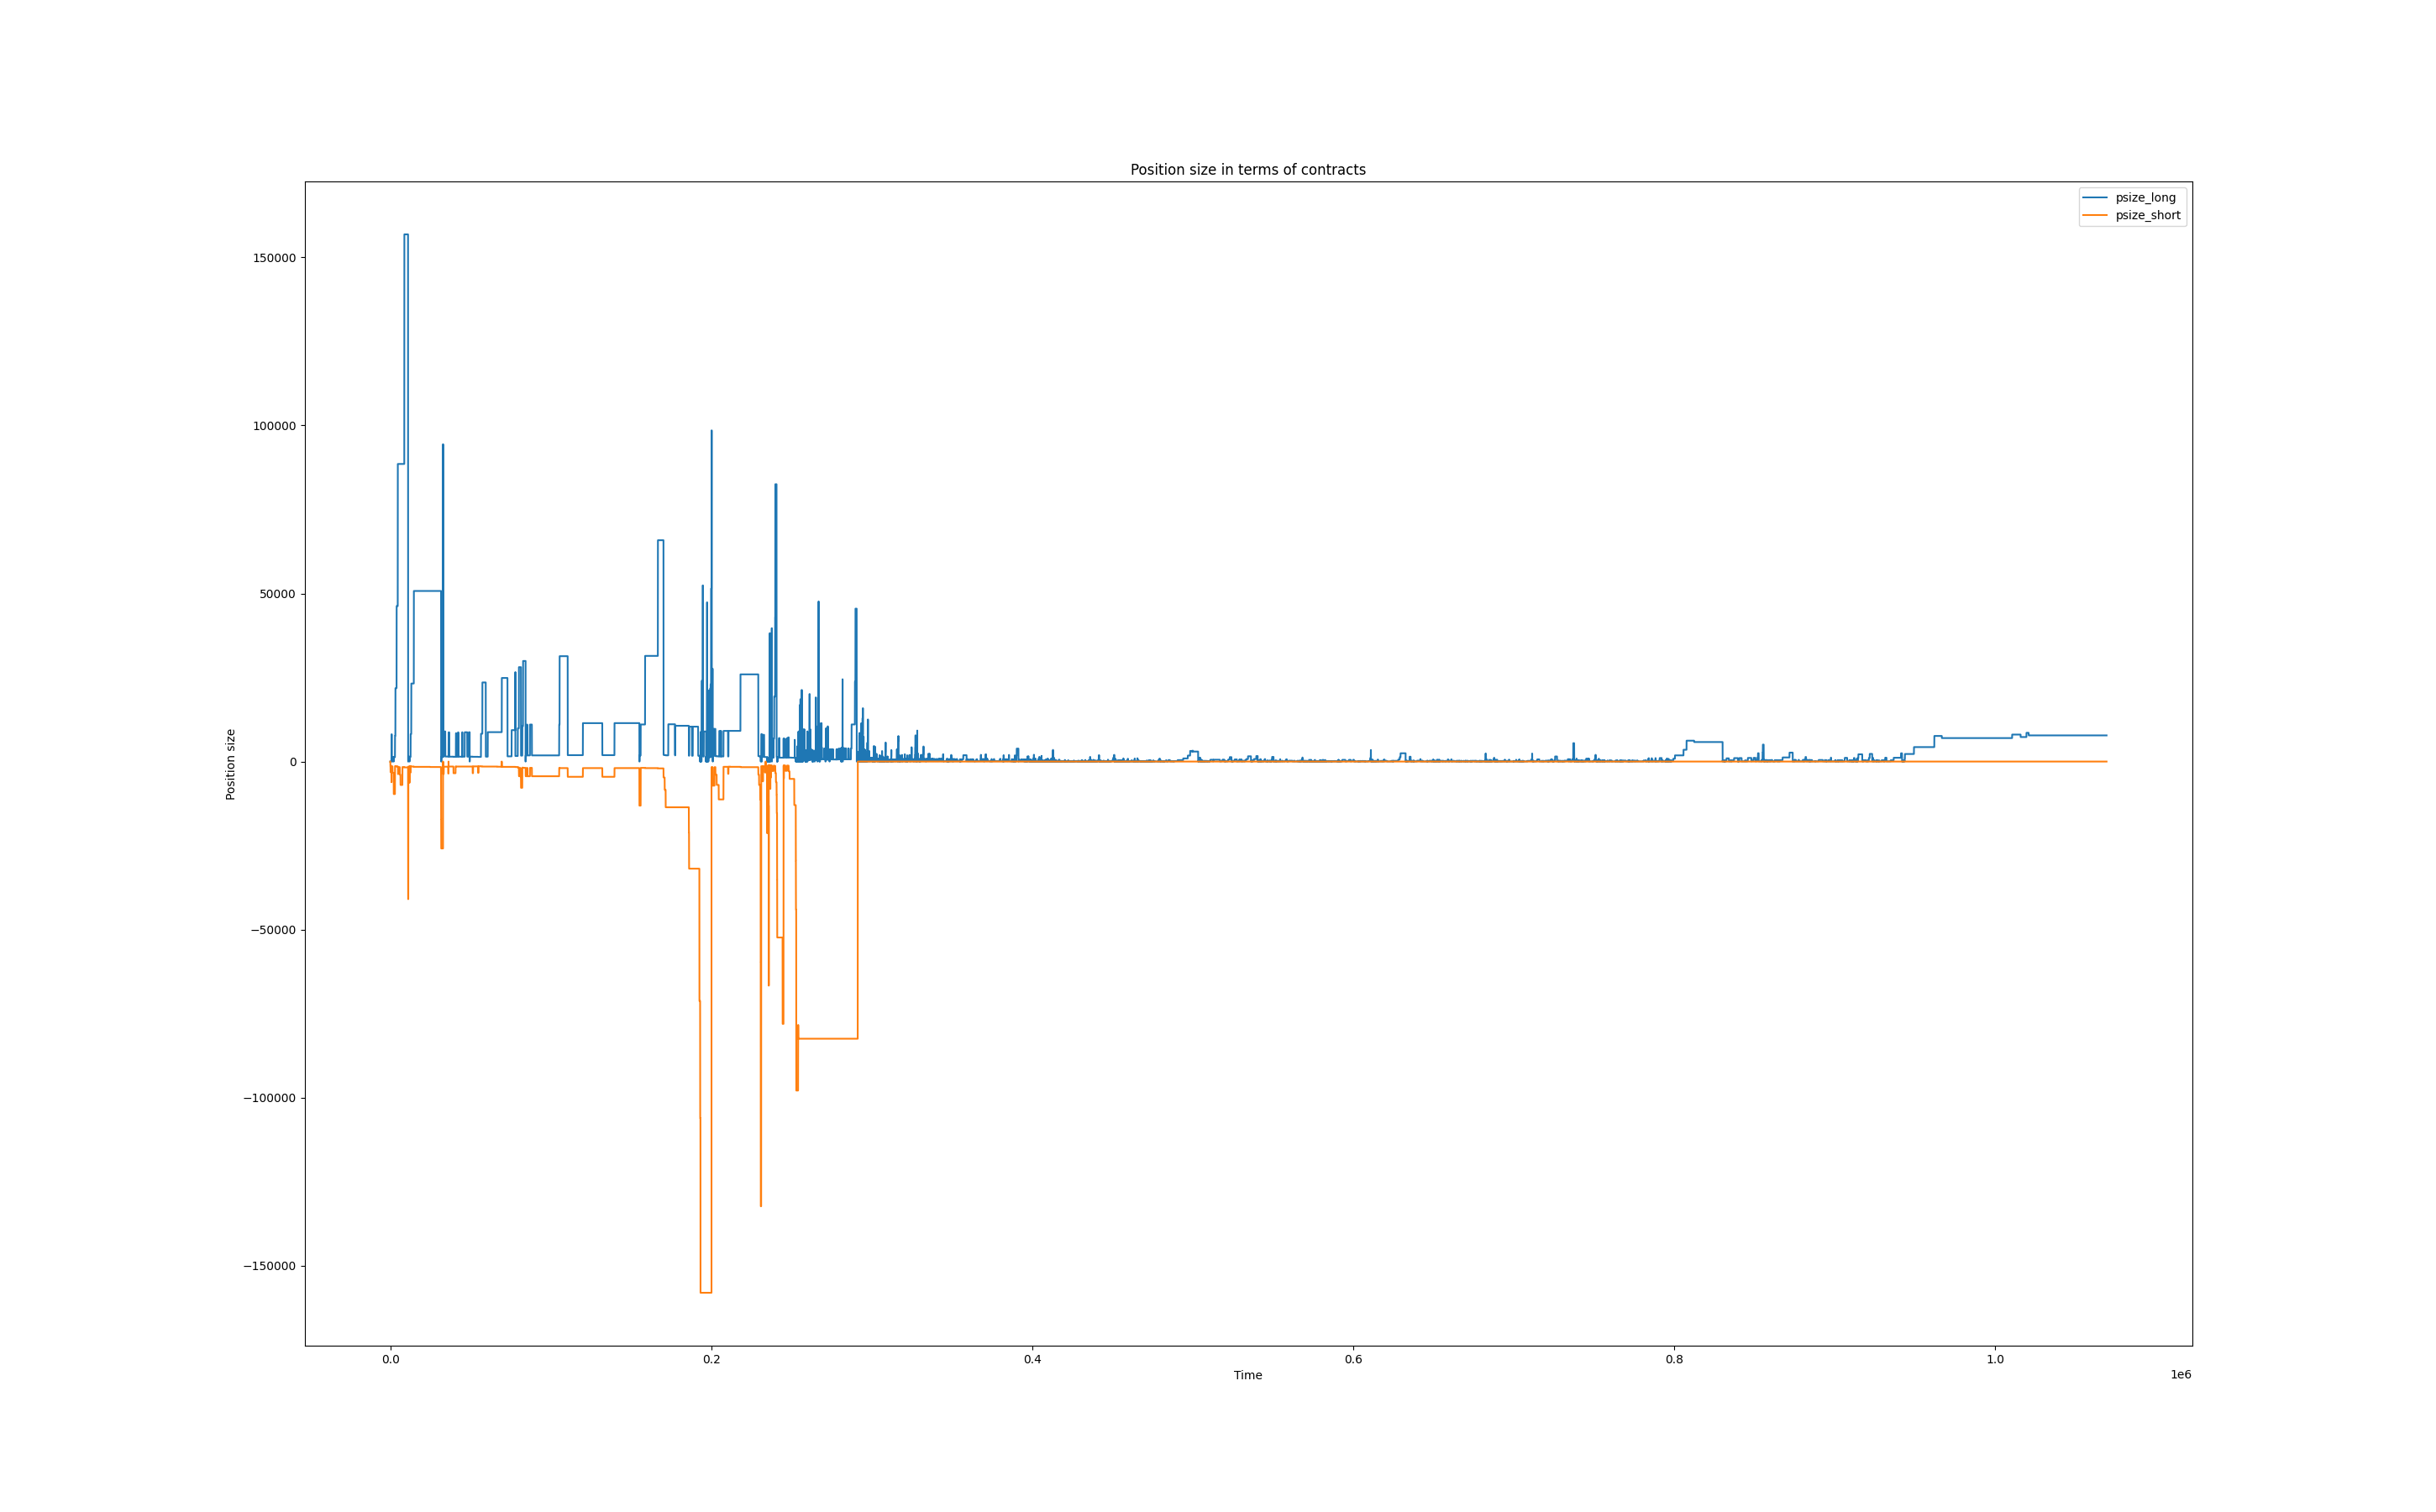 Position size in terms of contracts
psize_long
psize_short
150000
100000
50000
0
−50000
−100000
−150000
Position size
0.0
0.2
0.4
0.6
0.8
1.0
Time
1e6